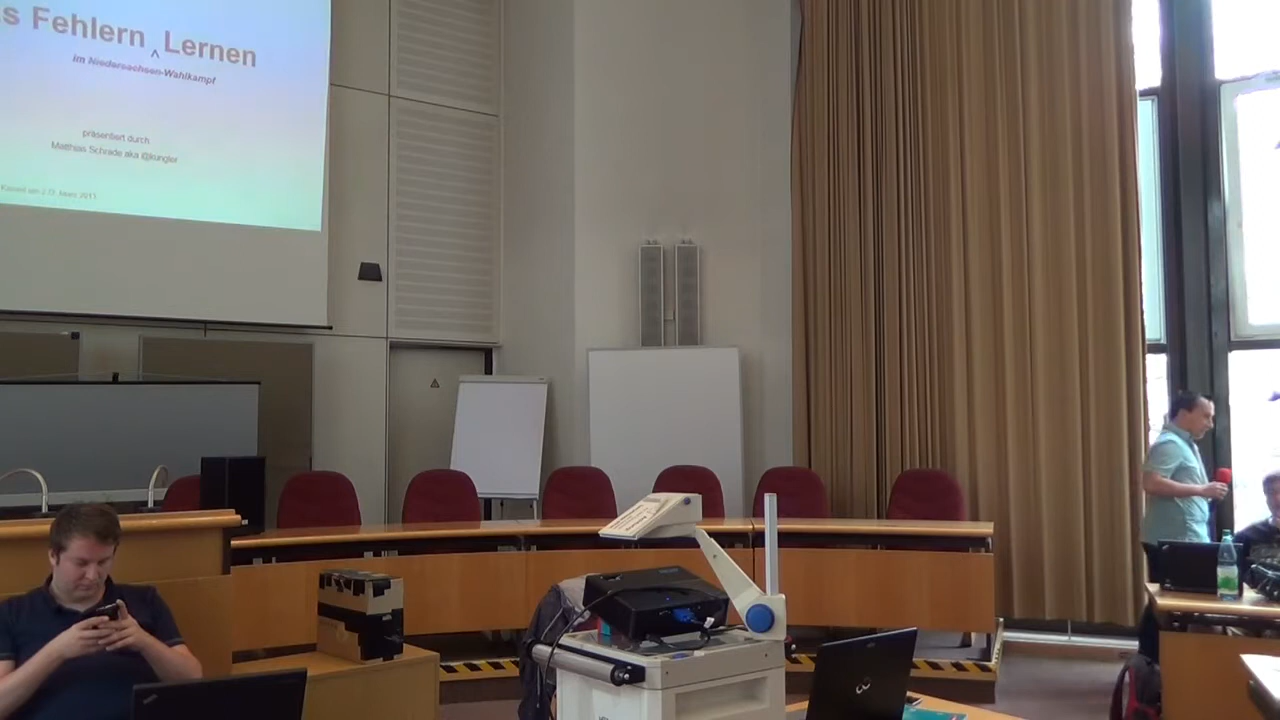 s Fehlern ^ Lernen
im Niedersachsen-Wahlkampf
präsentiert durch
Matthias Schrade aka @kungler